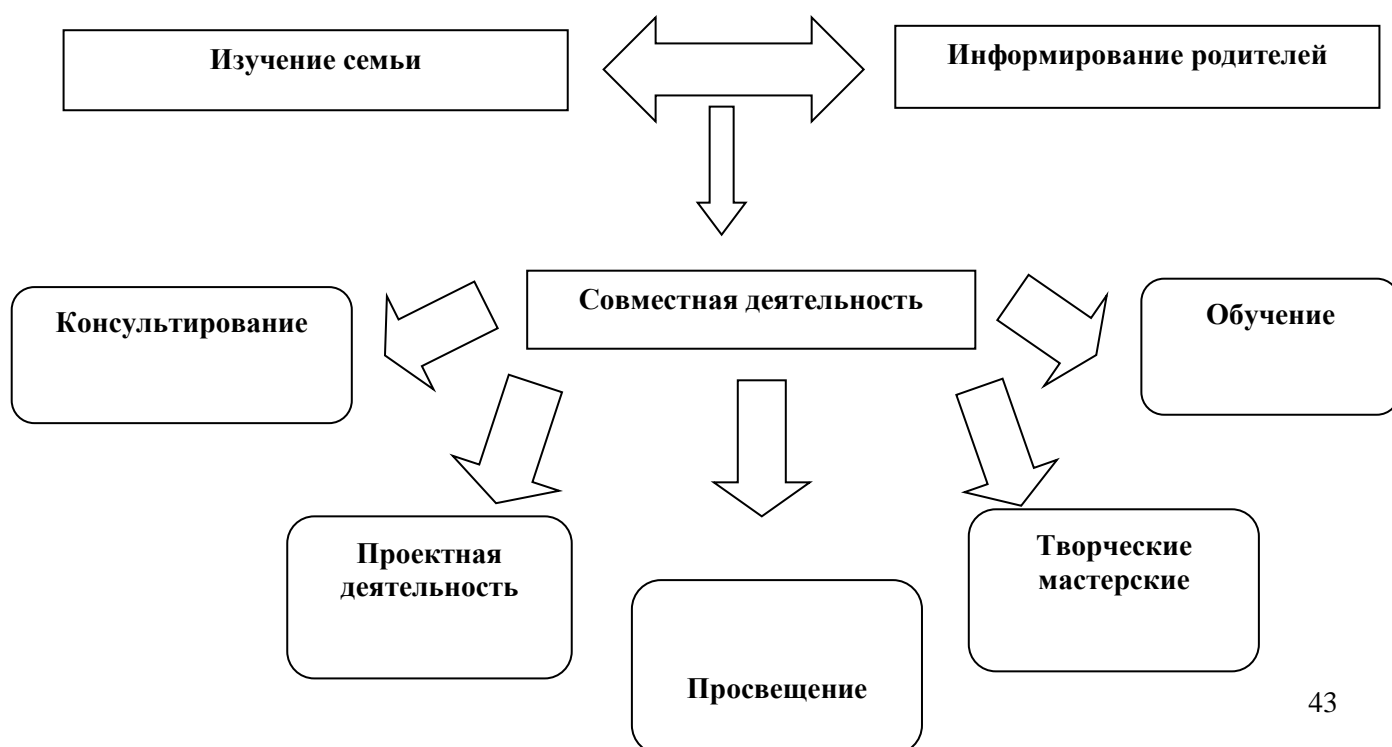 Изучение семьи
Информирование родителей
Совместная деятельность
Консультирование
Обучение
Проектная
деятельность
Творческие
мастерские
Просвещение
43